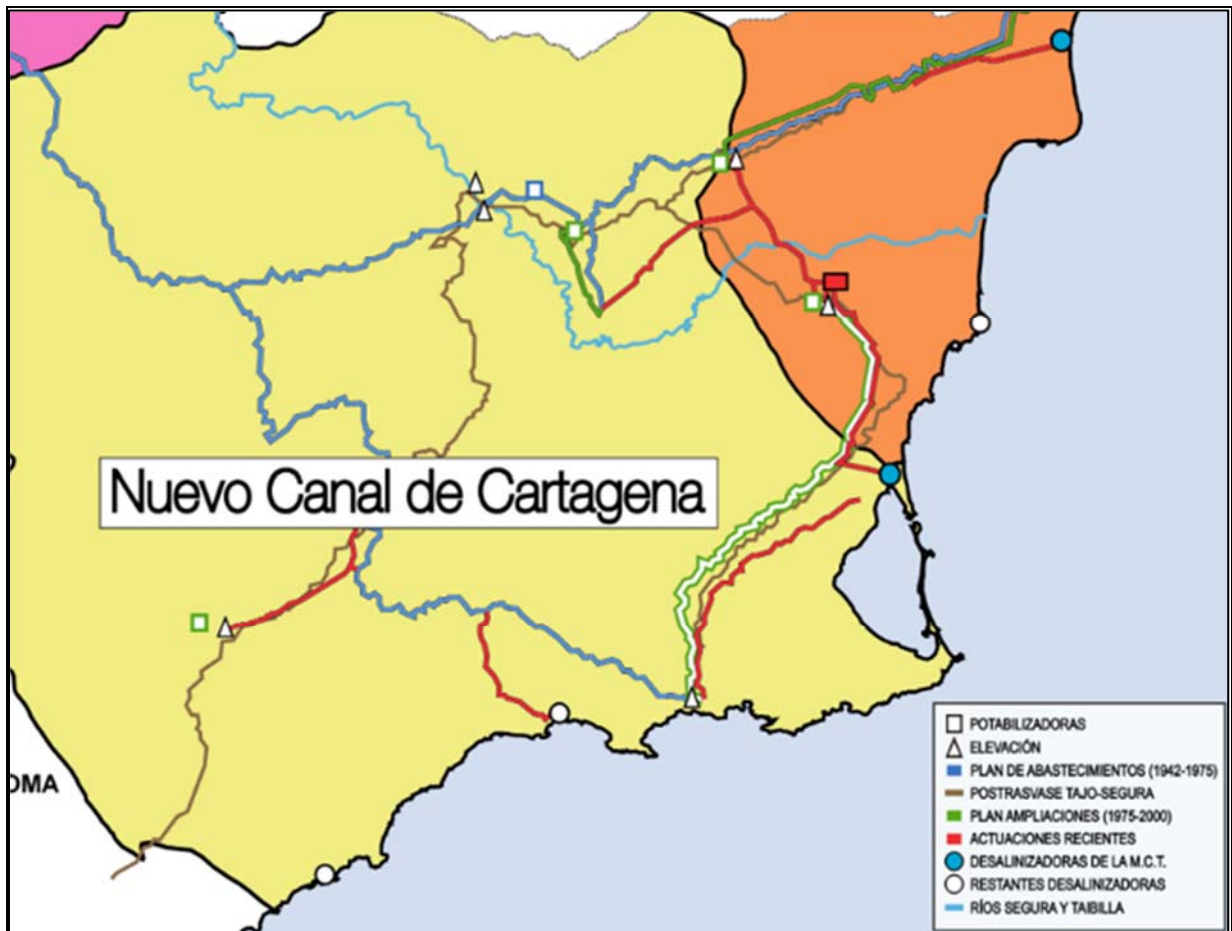 Nuevo Canal de Cartagena
OMA
POTABILIZADORAS
ELEVACIÓN
PLAN DE ABASTECIMIENTOS (1942-1975)
POSTRASVASE TAJO-SEGURA
PLAN AMPLIACIONES (1975-2000)
ACTUACIONES RECIENTES
DESALINIZADORAS DE LA M.C.T.
RESTANTES DESALINIZADORAS
RÍOS SEGURA Y TAIBILLA